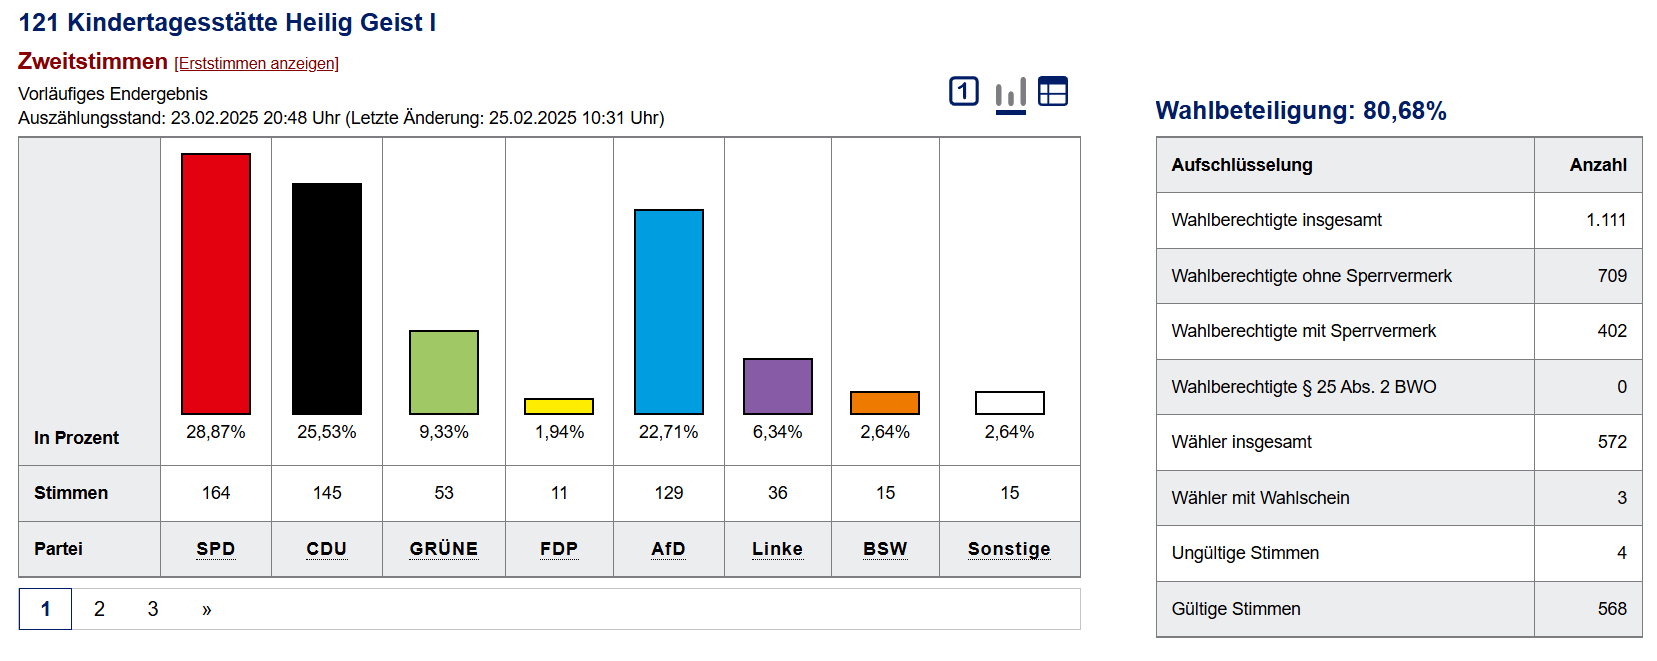 121 Kindertagesstätte Heilig Geist I
Zweitstimmen [Erststimmen anzeigen]
Vorläufiges Endergebnis
Auszählungsstand: 23.02.2025 20:48 Uhr (Letzte Änderung: 25.02.2025 10:31 Uhr)
1
In Prozent 28,87% 25,53% 9,33% 1,94% 22,71% 6,34% 2,64% 2,64%
Stimmen 164 145 53 11 129 36 15 15
Partei SPD CDU GRÜNE FDP AfD Linke BSW Sonstige
1 2 3 »
Wahlbeteiligung: 80,68%
Aufschlüsselung Anzahl
Wahlberechtigte insgesamt 1.111
Wahlberechtigte ohne Sperrvermerk 709
Wahlberechtigte mit Sperrvermerk 402
Wahlberechtigte § 25 Abs. 2 BWO 0
Wähler insgesamt 572
Wähler mit Wahlschein 3
Ungültige Stimmen 4
Gültige Stimmen 568